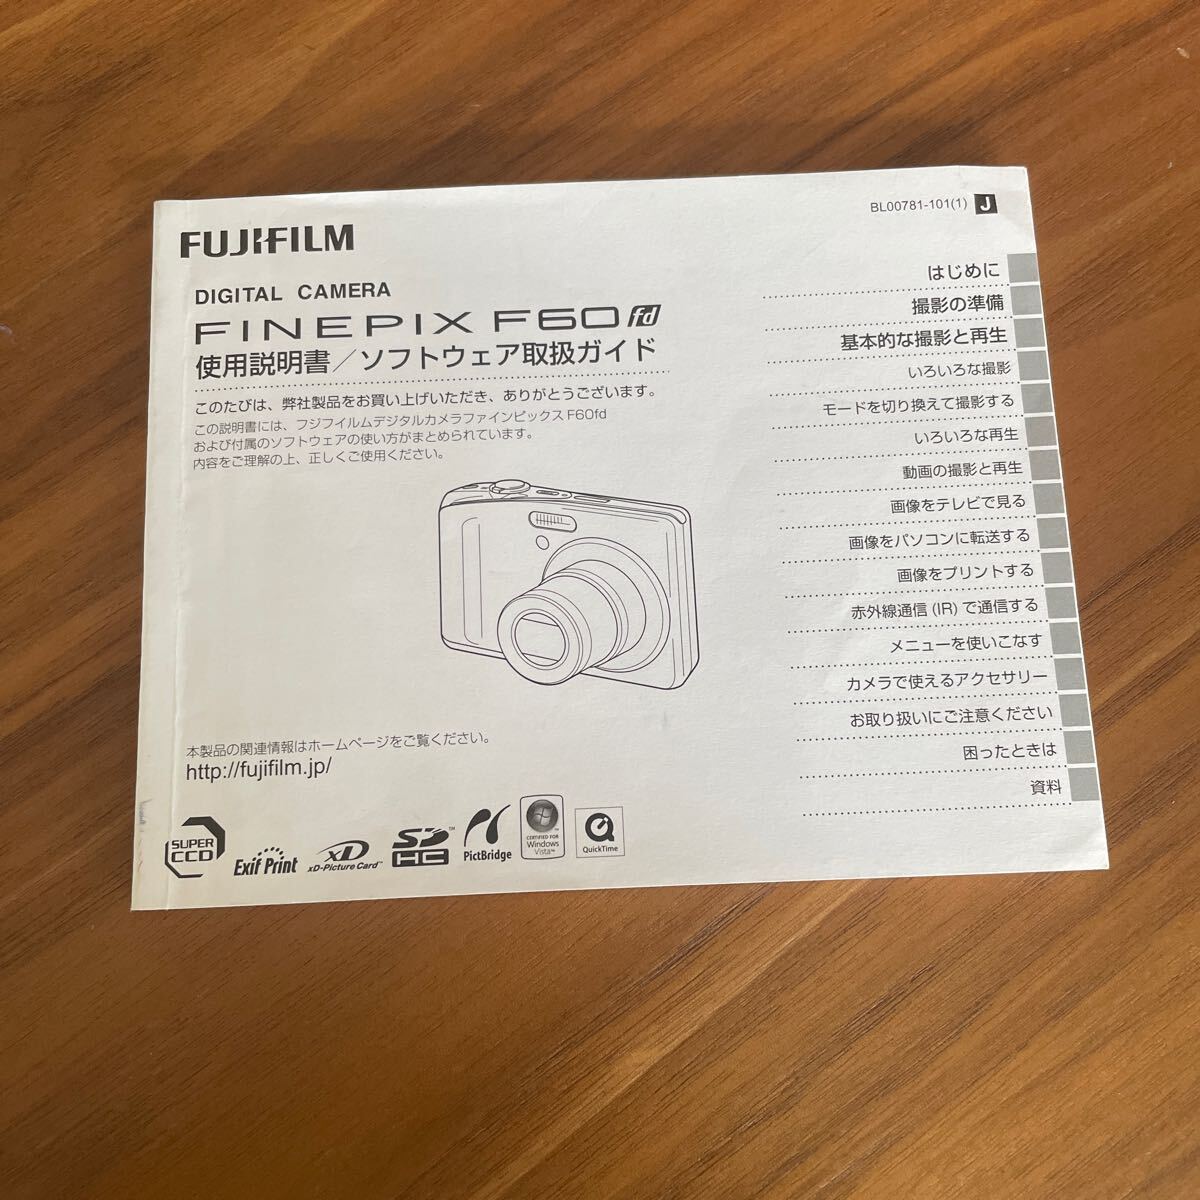 BL00781-101(1) J
FUJIFILM
DIGITAL CAMERA
FINEPIX F60 fd
使用説明書/ソフトウェア取扱ガイド
このたびは、弊社製品をお買い上げいただき、ありがとうございます。
この説明書には、フジフイルムデジタルカメラファインピックス F60fd
および付属のソフトウェアの使い方がまとめられています。
内容をご理解の上、正しくご使用ください。
はじめに
撮影の準備
基本的な撮影と再生
いろいろな撮影
モードを切り換えて撮影する
いろいろな再生
動画の撮影と再生
画像をテレビで見る
画像をパソコンに転送する
画像をプリントする
赤外線通信 (IR) で通信する
メニューを使いこなす
カメラで使えるアクセサリー
お取り扱いにご注意ください
困ったときは
資料
本製品の関連情報はホームページをご覧ください。
http://fujifilm.jp/
SUPER
CCD
Exif Print
xD
xD-Picture Card™
SD™
HC
PictBridge
CERTIFIED FOR
Windows
Vista™
QuickTime